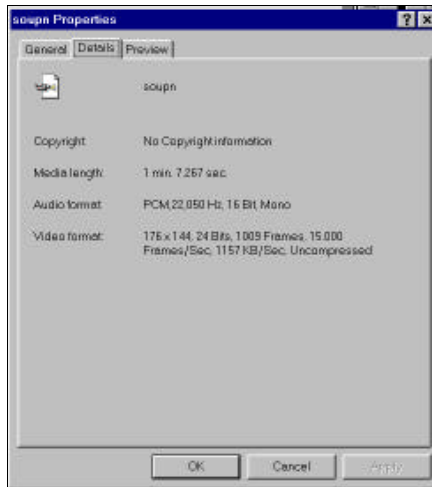 soupn Properties
General Details Preview
soupn
Copyright: No Copyright information
Media length: 1 min. 7.267 sec.
Audio format: PCM,22,050 Hz, 16 Bit, Mono
Video format: 176 x 144, 24 Bits, 1009 Frames, 15.000
Frames/Sec, 1157 KB/Sec, Uncompressed
OK Cancel Apply